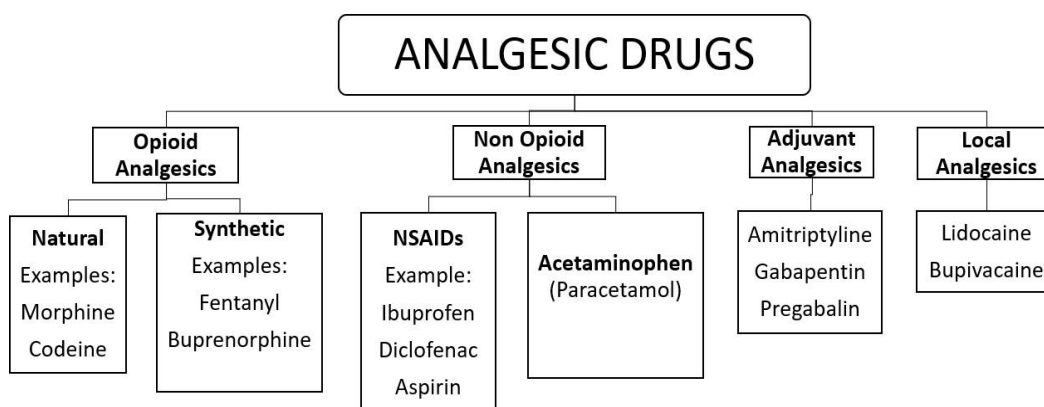 ANALGESIC DRUGS
Opioid
Analgesics
Non Opioid
Analgesics
Adjuvant
Analgesics
Local
Analgesics
Natural
Examples:
Morphine
Codeine
Synthetic
Examples:
Fentanyl
Buprenorphine
NSAIDs
Example:
Ibuprofen
Diclofenac
Aspirin
Acetaminophen
(Paracetamol)
Amitriptyline
Gabapentin
Pregabalin
Lidocaine
Bupivacaine